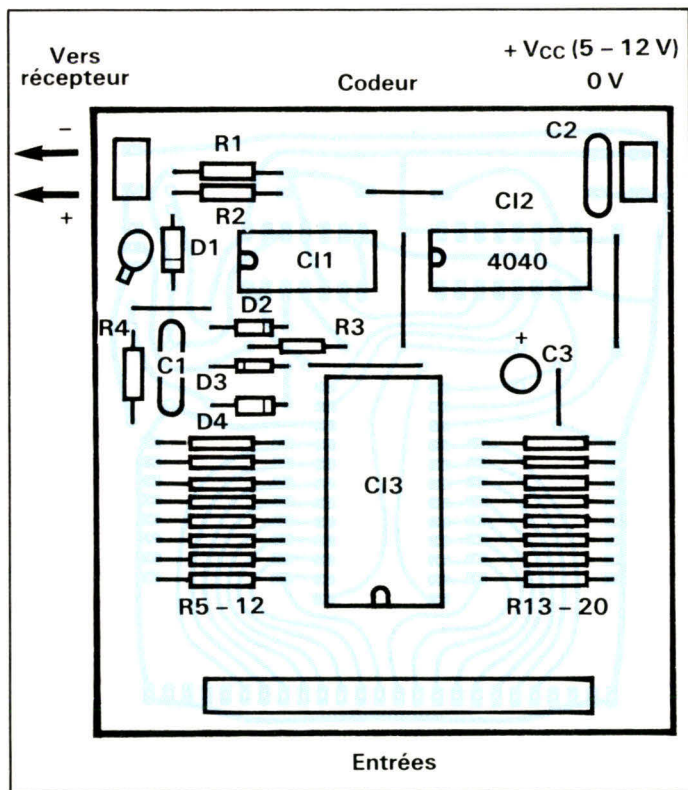 Vers
récepteur
Codeur
+ VCC (5 – 12 V)
0 V
–
+
R1
R2
C2
CI2
D1
CI1
4040
D2
R4
C1
R3
D3
D4
+
C3
CI3
R5 – 12
R13 – 20
Entrées